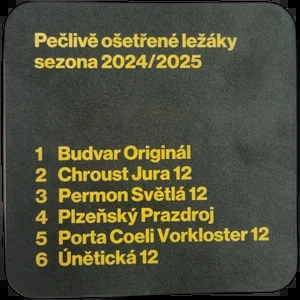 Pečlivě ošetřené ležáky
sezona 2024/2025
1 Budvar Originál
2 Chroust Jura 12
3 Permon Světlá 12
4 Plzeňský Prazdroj
5 Porta Coeli Vorkloster 12
6 Únětická 12